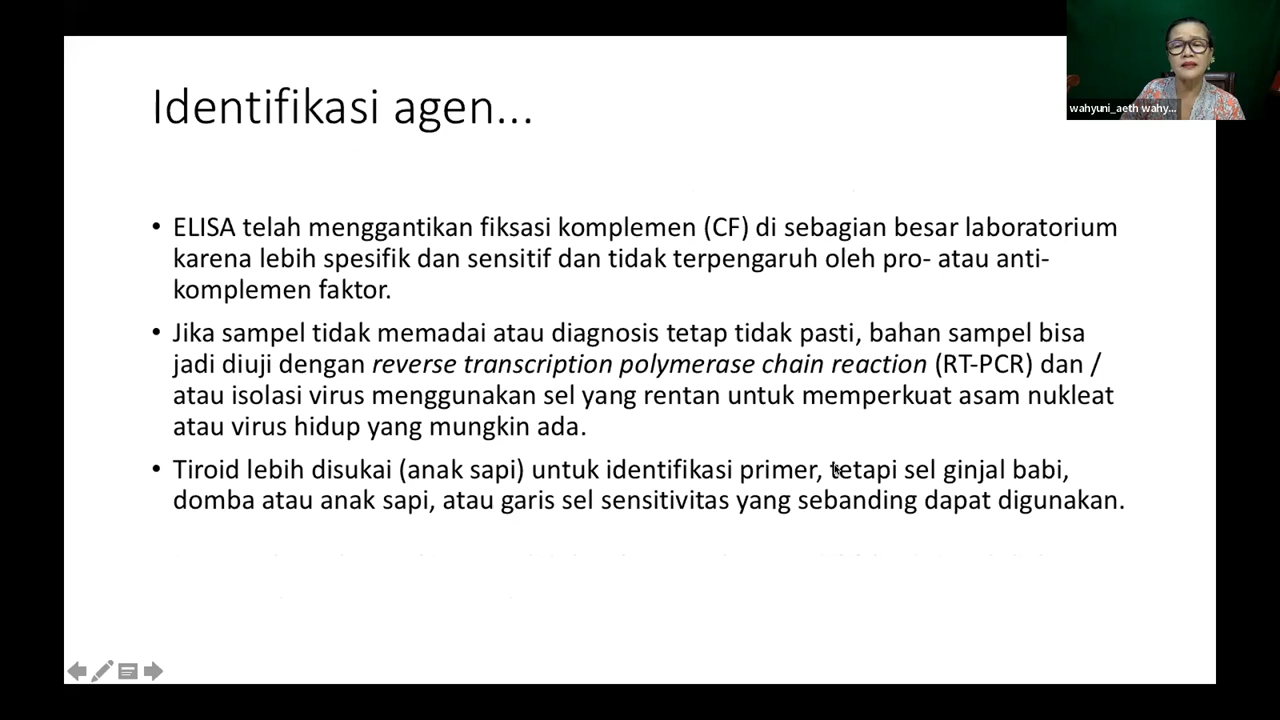 Identifikasi agen...
wahyuni_aeth wahy...
• ELISA telah menggantikan fiksasi komplemen (CF) di sebagian besar laboratorium
karena lebih spesifik dan sensitif dan tidak terpengaruh oleh pro- atau anti-
komplemen faktor.
• Jika sampel tidak memadai atau diagnosis tetap tidak pasti, bahan sampel bisa
jadi diuji dengan reverse transcription polymerase chain reaction (RT-PCR) dan /
atau isolasi virus menggunakan sel yang rentan untuk memperkuat asam nukleat
atau virus hidup yang mungkin ada.
• Tiroid lebih disukai (anak sapi) untuk identifikasi primer, tetapi sel ginjal babi,
domba atau anak sapi, atau garis sel sensitivitas yang sebanding dapat digunakan.